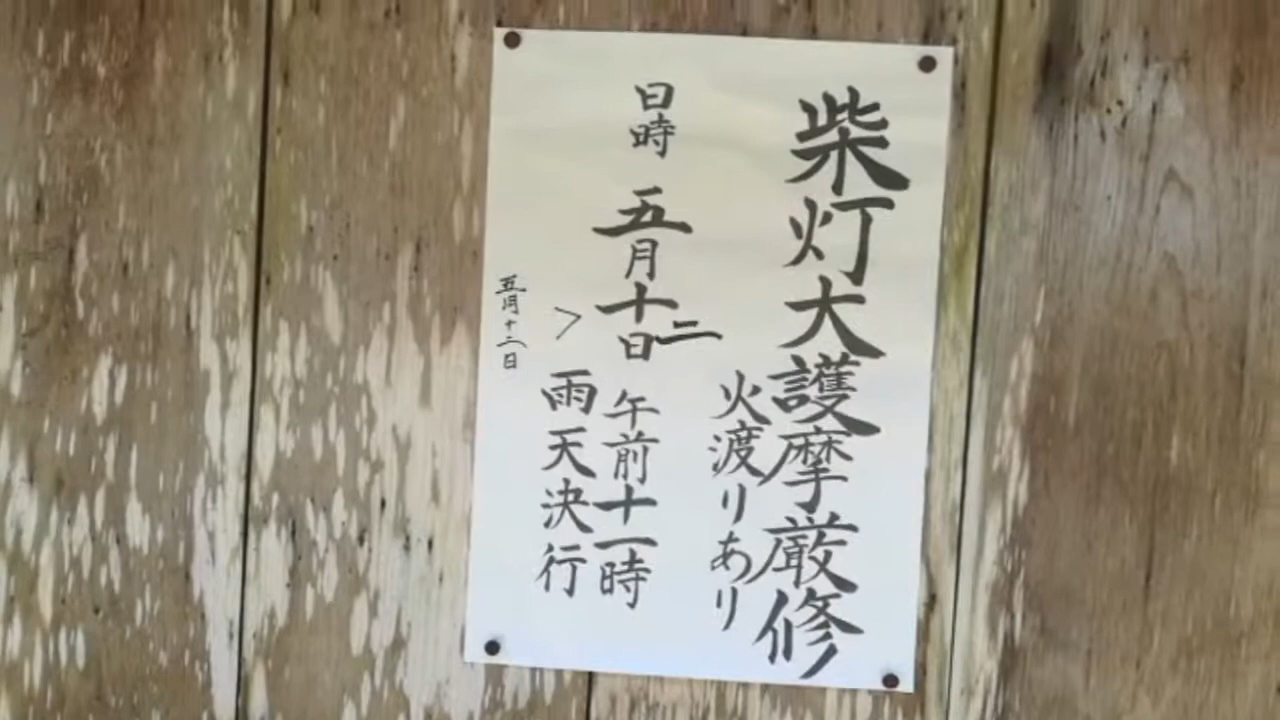 柴灯大護摩厳修
火渡りあり
日時 五月十二日 午前十一時
> 雨天決行
五月十二日